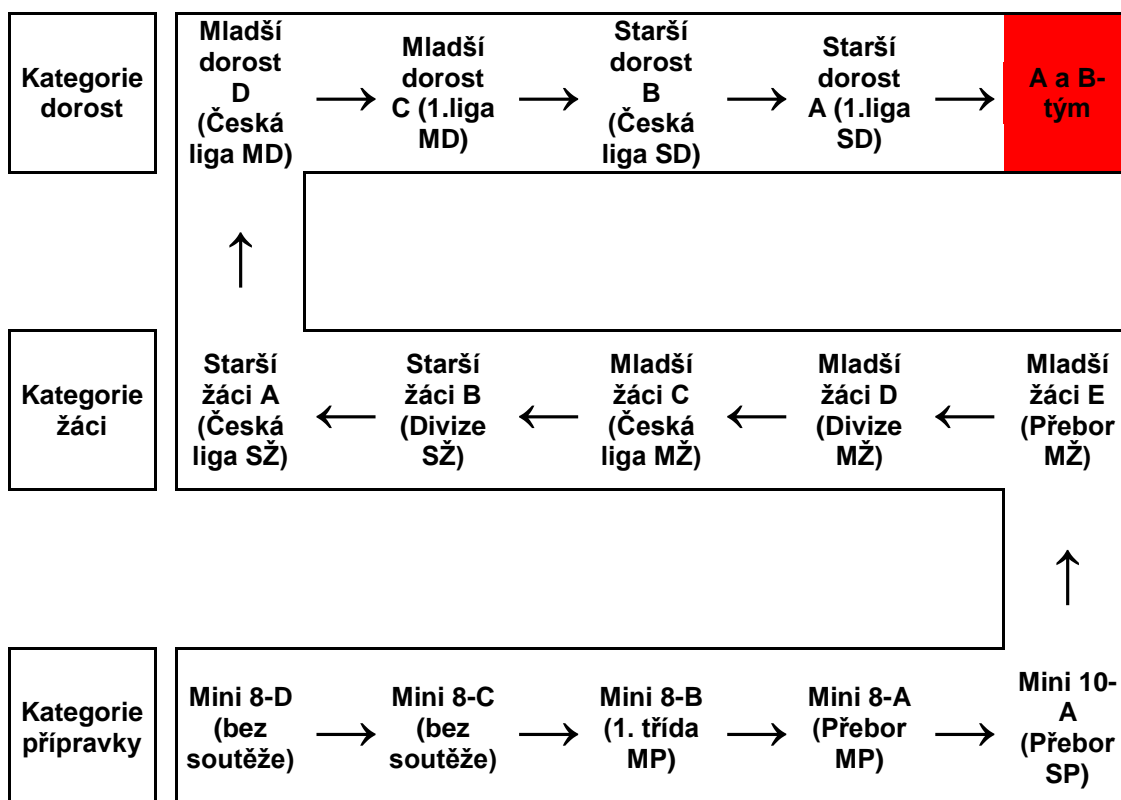 Kategorie
dorost
Mladší
dorost
D
(Česká
liga MD)
Mladší
dorost
C (1.liga
MD)
Starší
dorost
B
(Česká
liga SD)
Starší
dorost
A (1.liga
SD)
A a B-
tým
Kategorie
žáci
Starší
žáci A
(Česká
liga SŽ)
Starší
žáci B
(Divize
SŽ)
Mladší
žáci C
(Česká
liga MŽ)
Mladší
žáci D
(Divize
MŽ)
Mladší
žáci E
(Přebor
MŽ)
Kategorie
přípravky
Mini 8-D
(bez
soutěže)
Mini 8-C
(bez
soutěže)
Mini 8-B
(1. třída
MP)
Mini 8-A
(Přebor
MP)
Mini 10-
A
(Přebor
SP)